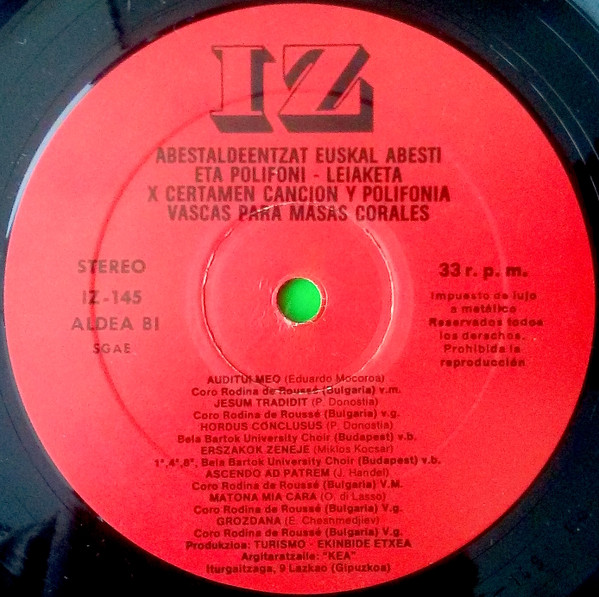 IZ
ABESTALDEENTZAT EUSKAL ABESTI
ETA POLIFONI - LEIAKETA
X CERTAMEN CANCION Y POLIFONIA
VASCAS PARA MASAS CORALES
STEREO
IZ-145
ALDEA BI
SGAE
33 r. p. m.
Impuesto de lujo
a metálico
Reservados todos
los derechos.
Prohibida la
reproducción
AUDITUI MEO (Eduardo Mocoroa)
Coro Rodina de Roussé (Bulgaria) v.m.
JESUM TRADIDIT (P. Donostia)
Coro Rodina de Roussé (Bulgaria) v.g.
HORDUS CONCLUSUS (P. Donostia)
Bela Bartok University Choir (Budapest) v.b.
ERSZAKOK ZENEJE (Miklos Kocsar)
1º,4º,8º, Bela Bartok University Choir (Budapest) v.b.
ASCENDO AD PATREM (J. Handel)
Coro Rodina de Roussé (Bulgaria) V.M.
MATONA MIA CARA (O. di Lasso)
Coro Rodina de Roussé (Bulgaria) V.g.
GROZDANA (E. Cheshmedjiev)
Coro Rodina de Roussé (Bulgaria) V.g.
Produkzioa: TURISMO - EKINBIDE ETXEA
Argitaratzaile: "KEA"
Iturgaitzaga, 9 Lazkao (Gipuzkoa)